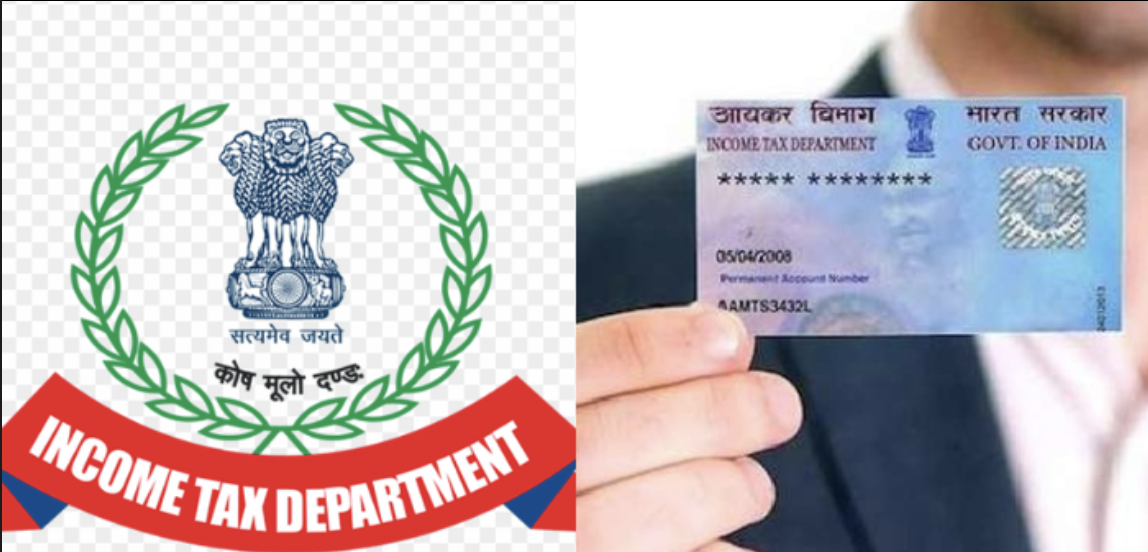 सत्यमेव जयते
कोष मूलो दण्डः
INCOME TAX DEPARTMENT
आयकर विभाग
भारत सरकार
INCOME TAX DEPARTMENT
GOVT. OF INDIA
***** ********
05/04/2008
Permanent Account Number
AAMTS3432L
24012013